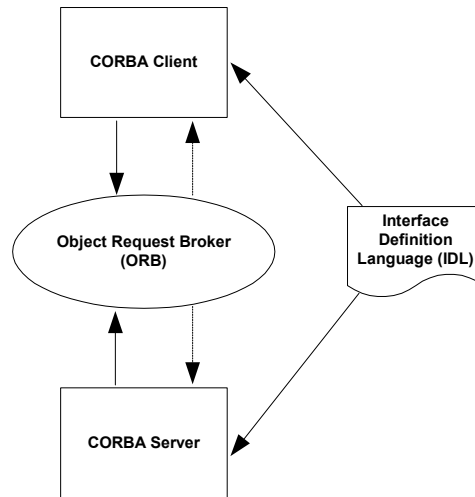 CORBA Client
Object Request Broker
(ORB)
Interface
Definition
Language (IDL)
CORBA Server